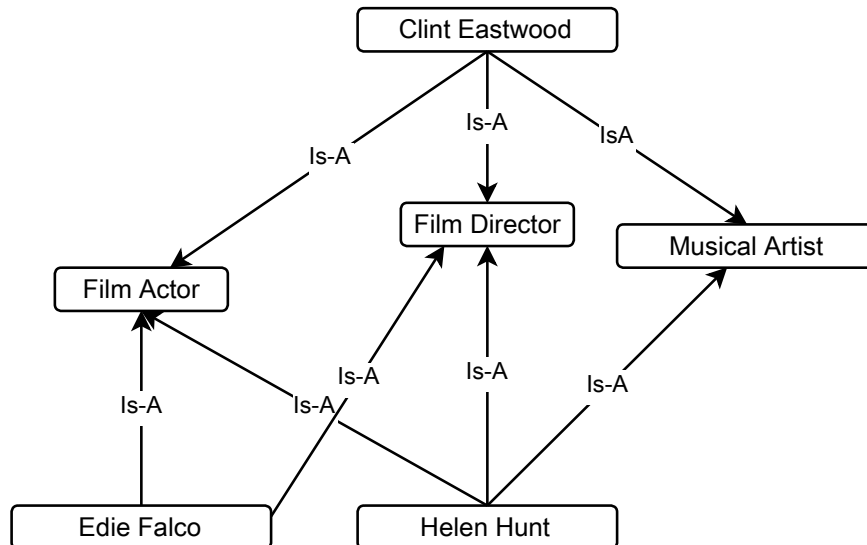 Clint Eastwood
Is-A
Is-A
IsA
Film Director
Musical Artist
Film Actor
Is-A
Is-A
Is-A
Is-A
Is-A
Edie Falco
Helen Hunt